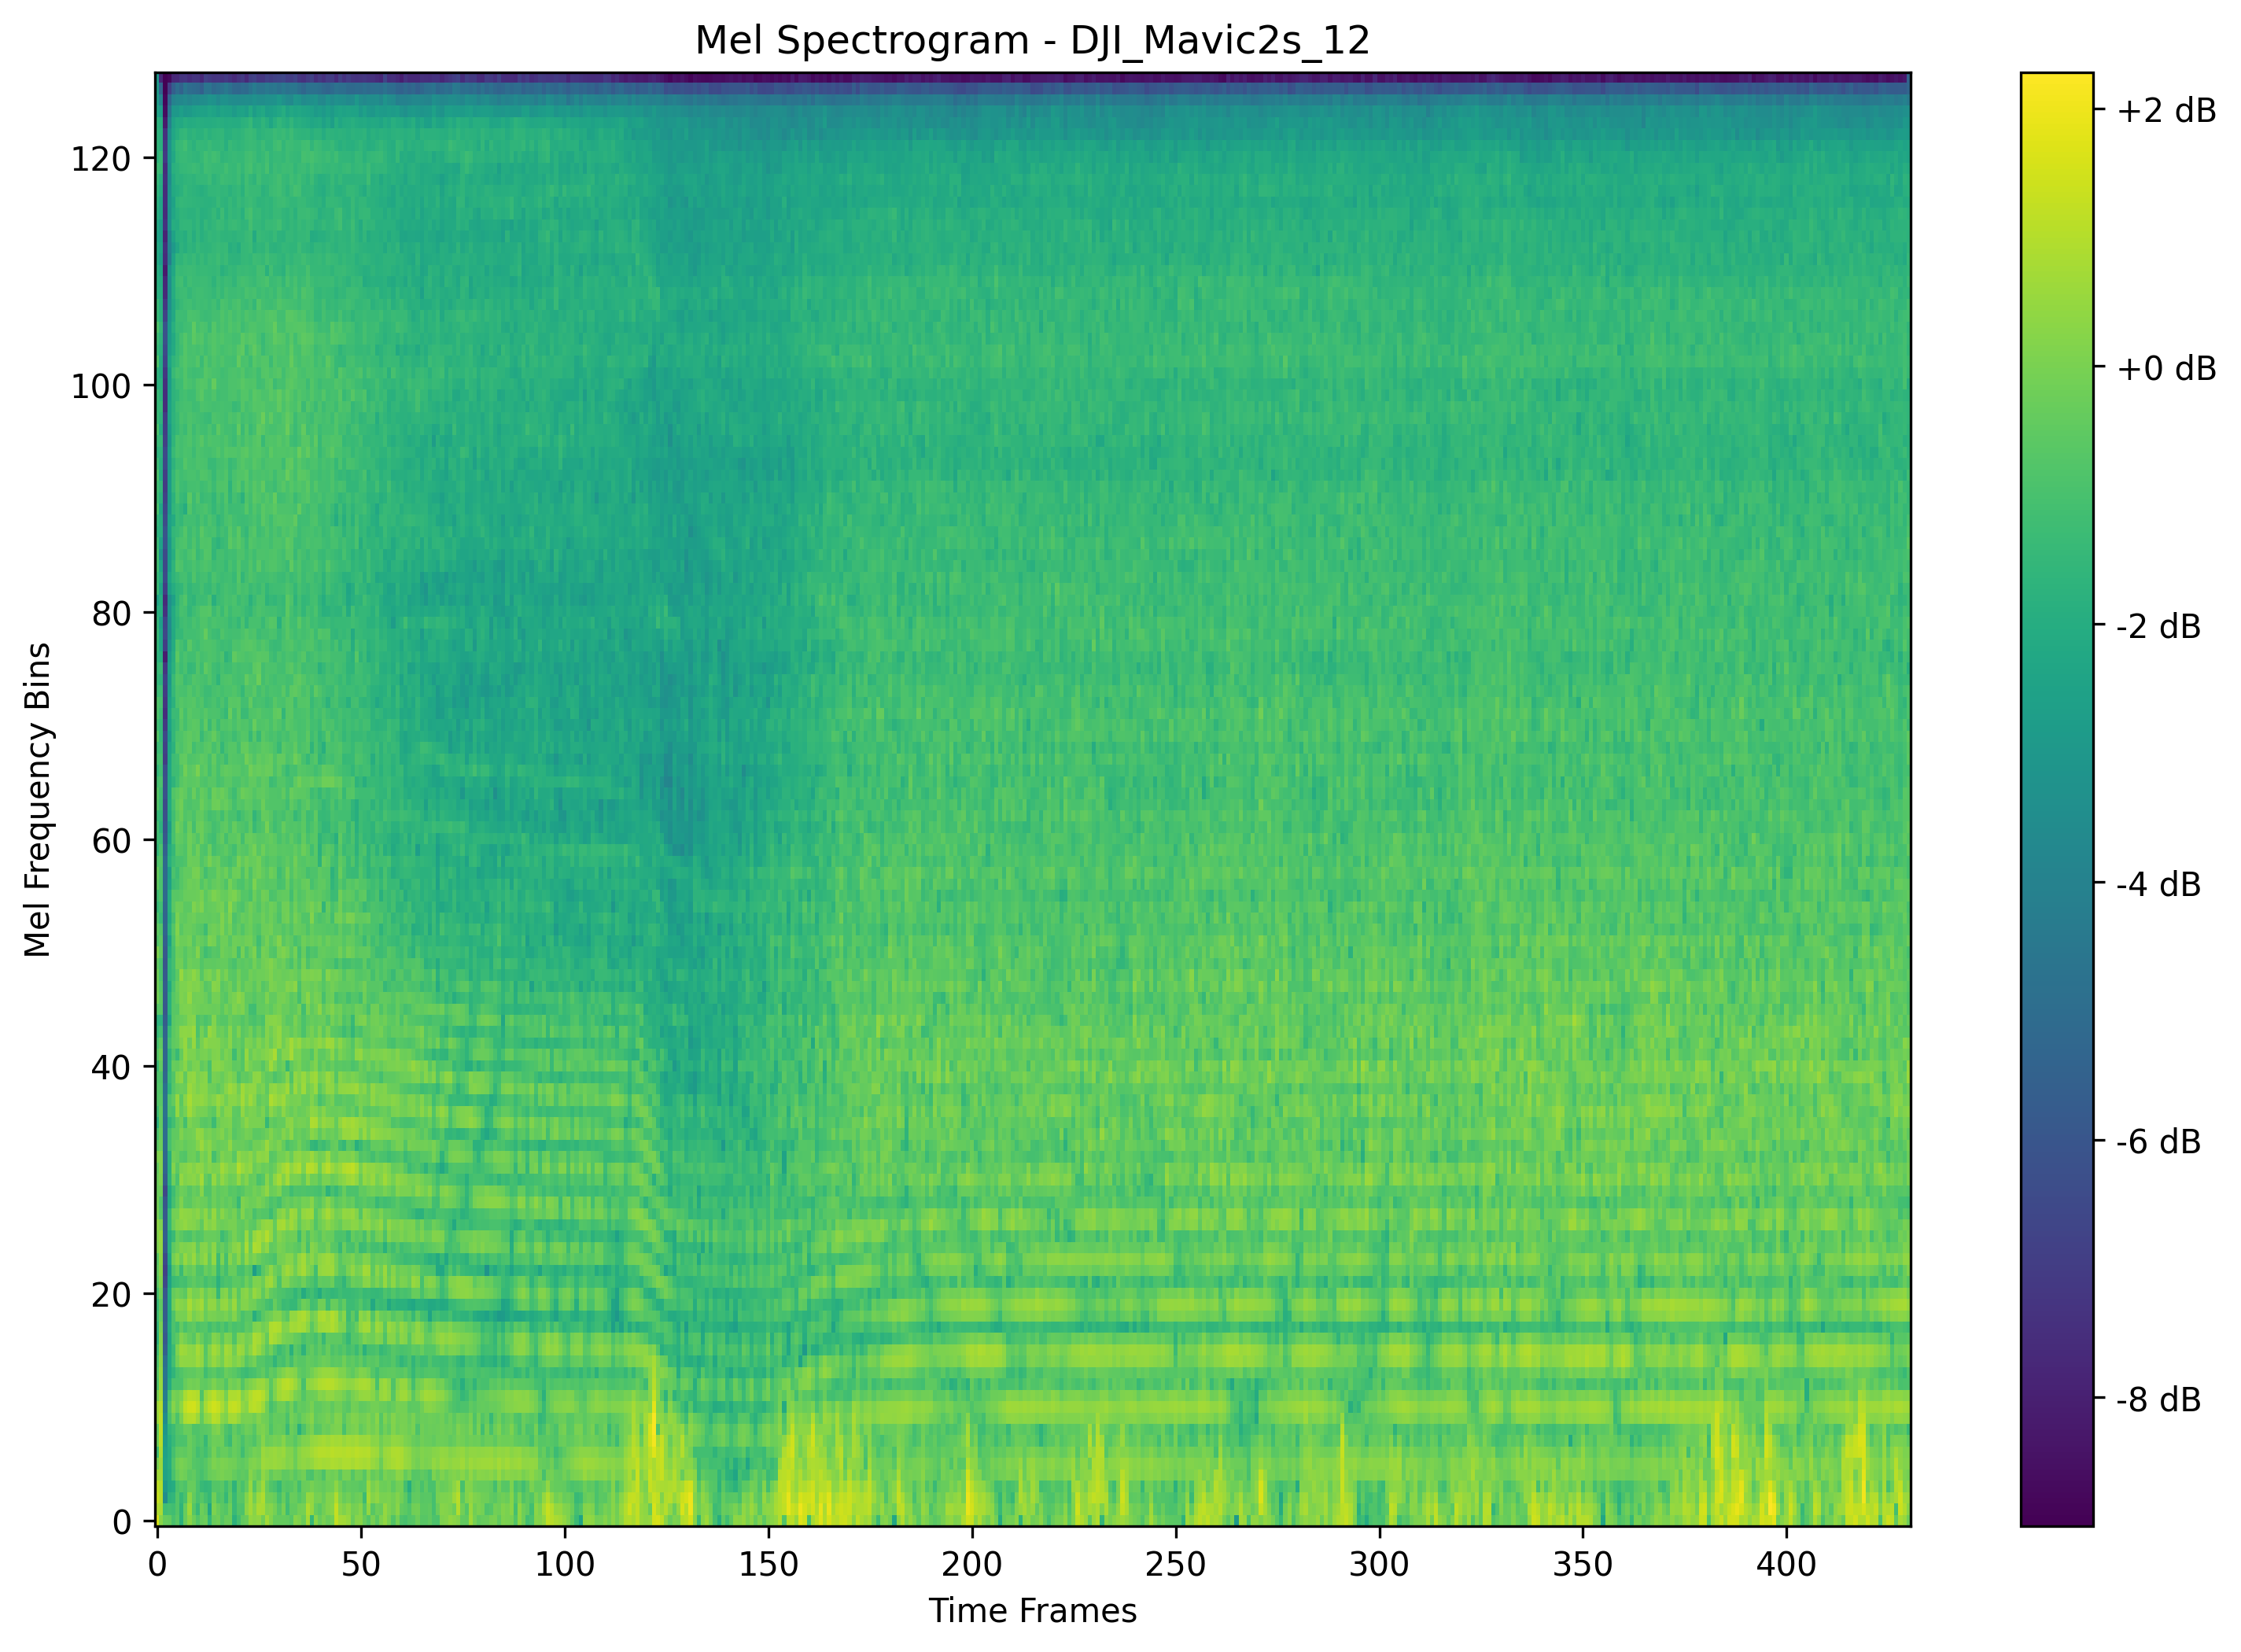 Mel Spectrogram - DJI_Mavic2s_12
Mel Frequency Bins
120
100
80
60
40
20
0
0 50 100 150 200 250 300 350 400
Time Frames
+2 dB
+0 dB
-2 dB
-4 dB
-6 dB
-8 dB